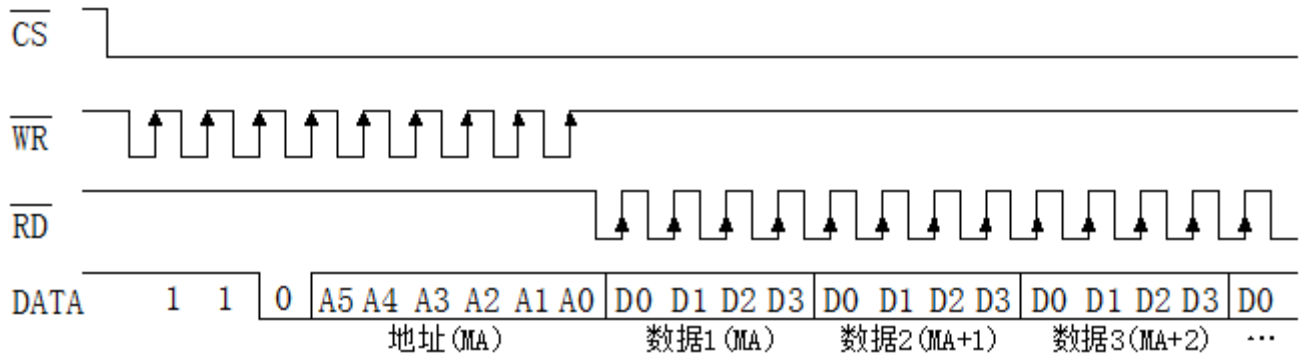 CS
WR
RD
DATA 1 1 0 A5 A4 A3 A2 A1 A0 D0 D1 D2 D3 D0 D1 D2 D3 D0 D1 D2 D3 D0
地址(MA) 数据1(MA) 数据2(MA+1) 数据3(MA+2) …